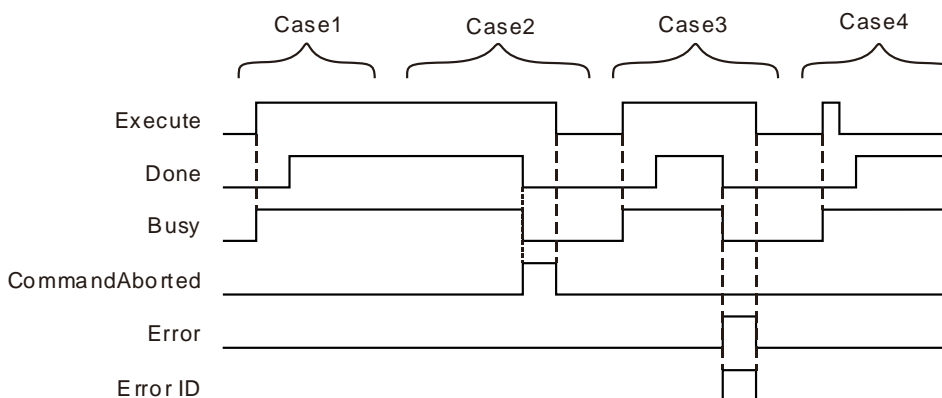 Case1 Case2 Case3 Case4
Execute
Done
Busy
CommandAborted
Error
Error ID